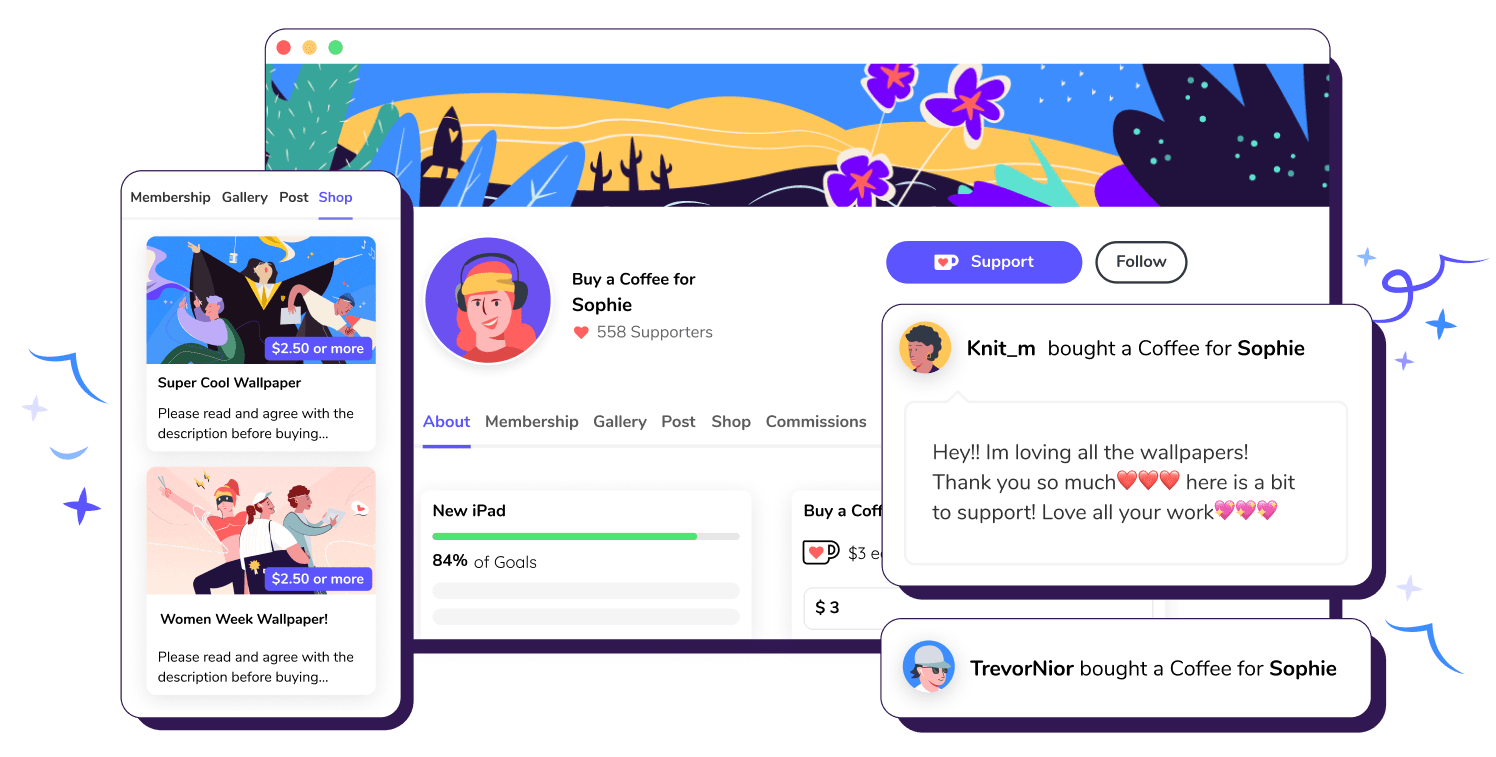 Membership Gallery Post Shop
$2.50 or more
Super Cool Wallpaper
Please read and agree with the
description before buying...
$2.50 or more
Women Week Wallpaper!
Please read and agree with the
description before buying...
Buy a Coffee for
Sophie
558 Supporters
Support
Follow
About Membership Gallery Post Shop Commissions
New iPad
84% of Goals
Buy a Coff
$3 e
$ 3
Knit_m bought a Coffee for Sophie
Hey!! Im loving all the wallpapers!
Thank you so much❤️❤️❤️ here is a bit
to support! Love all your work💖💖💖
TrevorNior bought a Coffee for Sophie